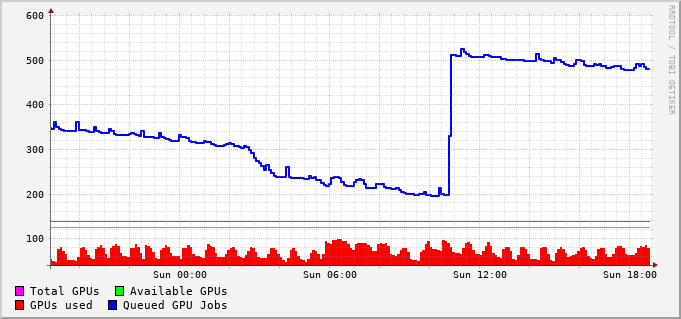 600
500
400
300
200
100
Sun 00:00 Sun 06:00 Sun 12:00 Sun 18:00
Total GPUs Available GPUs
GPUs used Queued GPU Jobs
RRDTOOL / TOBI OETIKER